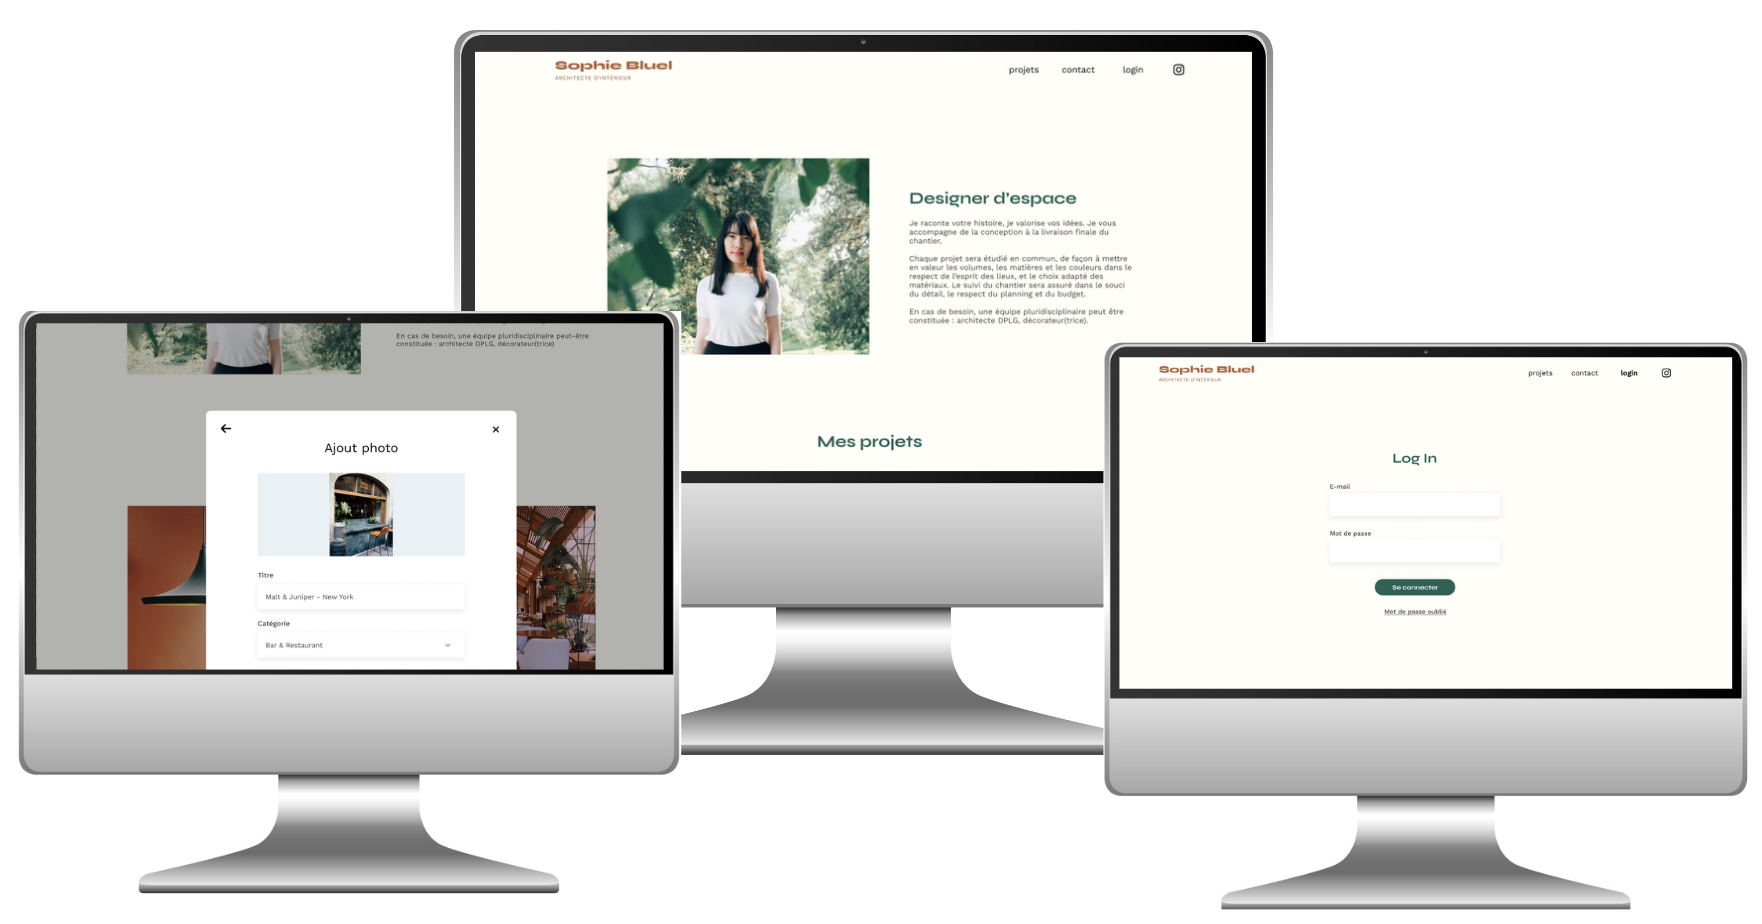 Sophie Bluel
ARCHITECTE D'INTÉRIEUR
projets contact login
Designer d'espace
Je raconte votre histoire, je valorise vos idées. Je vous
accompagne de la conception à la livraison finale du
chantier.
Chaque projet sera étudié en commun, de façon à mettre
en valeur les volumes, les matières et les couleurs dans le
respect de l'esprit des lieux, et le choix adapté des
matériaux. Le suivi du chantier sera assuré dans le souci
du détail, le respect du planning et du budget.
En cas de besoin, une équipe pluridisciplinaire peut être
constituée : architecte DPLG, décorateur(trice).
Mes projets
En cas de besoin, une équipe pluridisciplinaire peut-être
constituée : architecte DPLG, décorateur(trice)
Ajout photo
Titre
Malt & Juniper - New York
Catégorie
Bar & Restaurant
Sophie Bluel
ARCHITECTE D'INTÉRIEUR
projets contact login
Log In
E-mail
Mot de passe
Se connecter
Mot de passe oublié